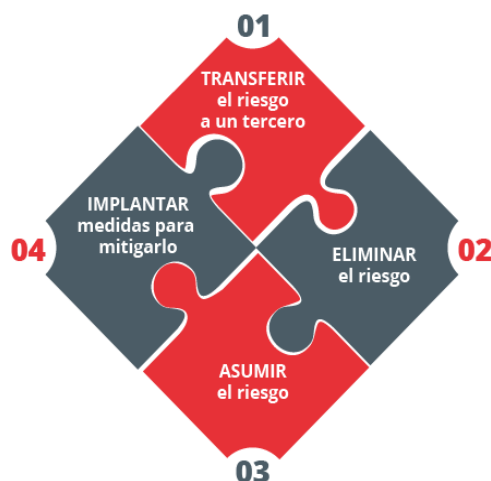 01
TRANSFERIR
el riesgo
a un tercero
02
ELIMINAR
el riesgo
03
ASUMIR
el riesgo
04
IMPLANTAR
medidas para
mitigarlo